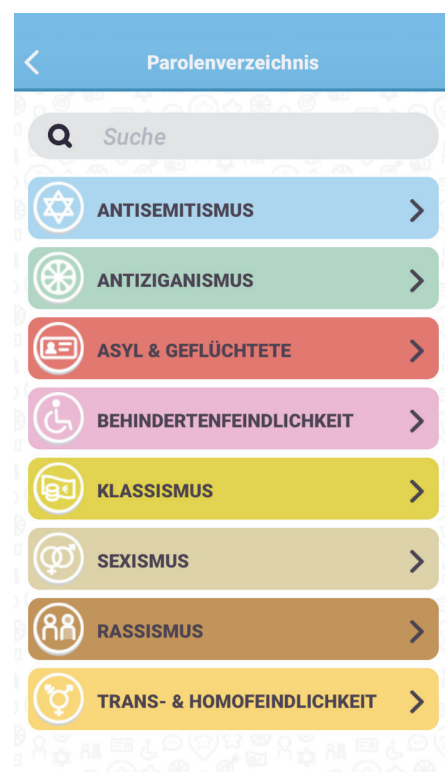 Parolenverzeichnis
Suche
ANTISEMITISMUS
ANTIZIGANISMUS
ASYL & GEFLÜCHTETE
BEHINDERTENFEINDLICHKEIT
KLASSISMUS
SEXISMUS
RASSISMUS
TRANS- & HOMOFEINDLICHKEIT